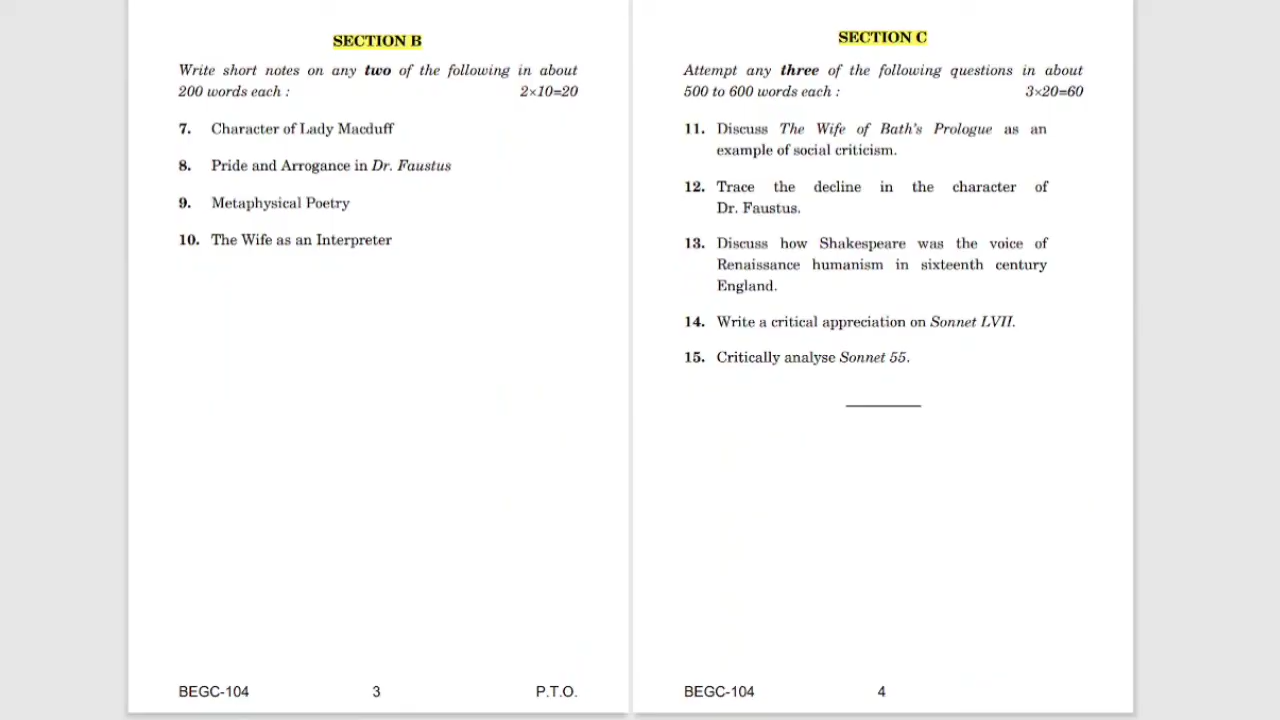 SECTION B
Write short notes on any two of the following in about
200 words each : 2×10=20
7. Character of Lady Macduff
8. Pride and Arrogance in Dr. Faustus
9. Metaphysical Poetry
10. The Wife as an Interpreter
BEGC-104 3 P.T.O.
SECTION C
Attempt any three of the following questions in about
500 to 600 words each : 3×20=60
11. Discuss The Wife of Bath's Prologue as an
example of social criticism.
12. Trace the decline in the character of
Dr. Faustus.
13. Discuss how Shakespeare was the voice of
Renaissance humanism in sixteenth century
England.
14. Write a critical appreciation on Sonnet LVII.
15. Critically analyse Sonnet 55.
BEGC-104 4